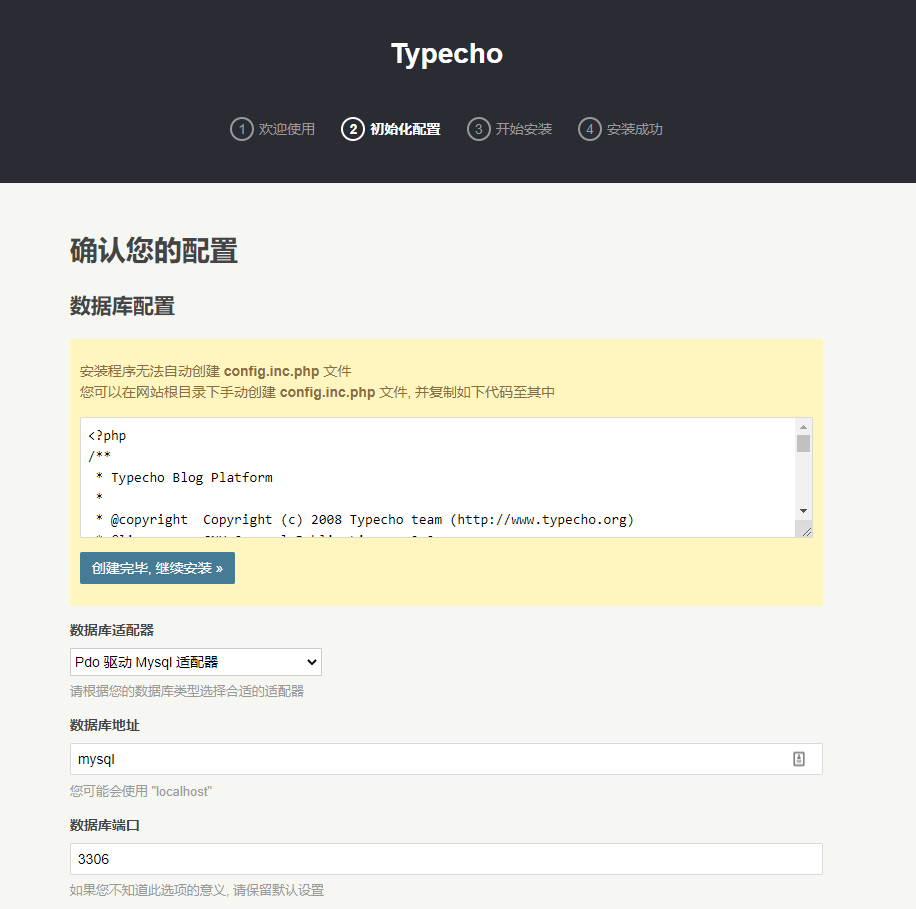 Typecho
1 欢迎使用 2 初始化配置 3 开始安装 4 安装成功
确认您的配置
数据库配置
安装程序无法自动创建 config.inc.php 文件
您可以在网站根目录下手动创建 config.inc.php 文件, 并复制如下代码至其中
<?php
/**
* Typecho Blog Platform
*
* @copyright Copyright (c) 2008 Typecho team (http://www.typecho.org)
创建完毕, 继续安装 »
数据库适配器
Pdo 驱动 Mysql 适配器
请根据您的数据库类型选择合适的适配器
数据库地址
mysql
您可能会使用 "localhost"
数据库端口
3306
如果您不知道此选项的意义, 请保留默认设置